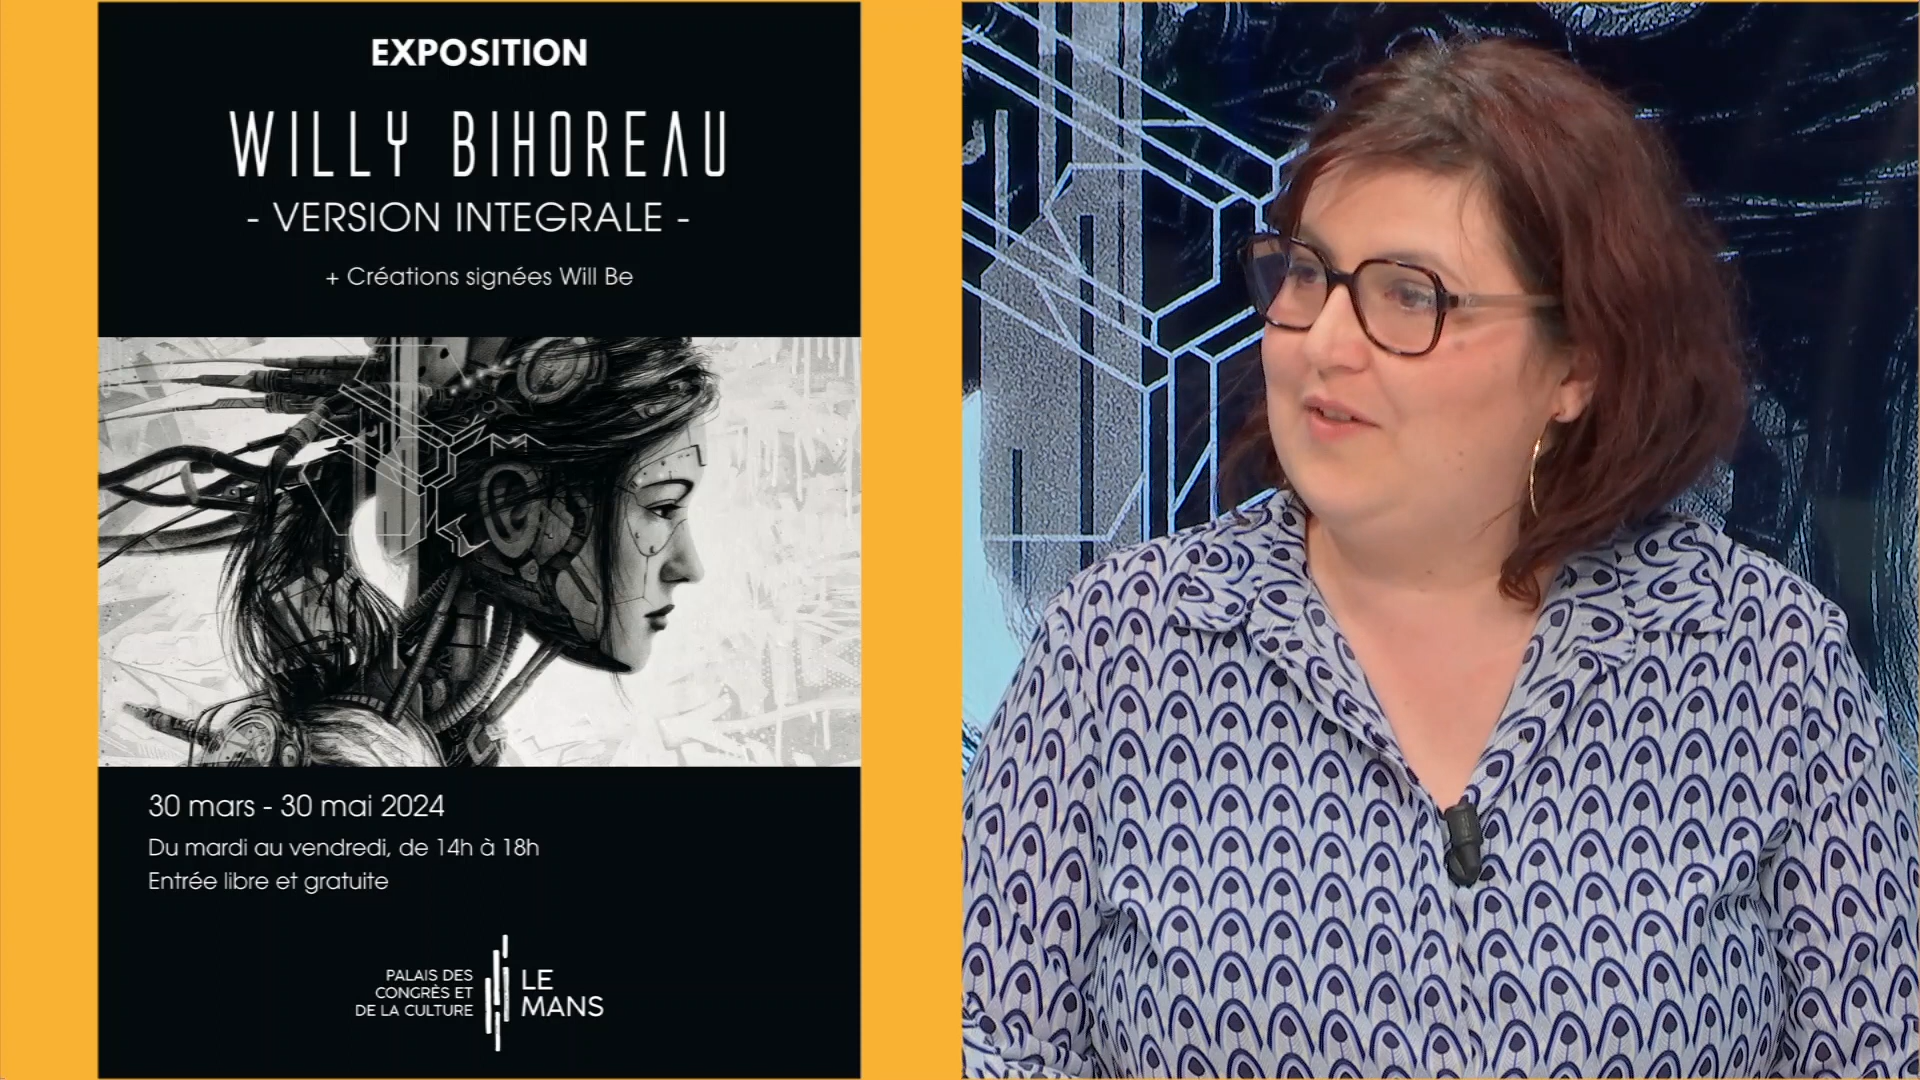 EXPOSITION
WILLY BIHOREAU
- VERSION INTEGRALE -
+ Créations signées Will Be
30 mars - 30 mai 2024
Du mardi au vendredi, de 14h à 18h
Entrée libre et gratuite
PALAIS DES
CONGRÈS ET
DE LA CULTURE
LE
MANS